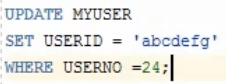 UPDATE MYUSER
SET USERID = 'abcdefg'
WHERE USERNO =24;